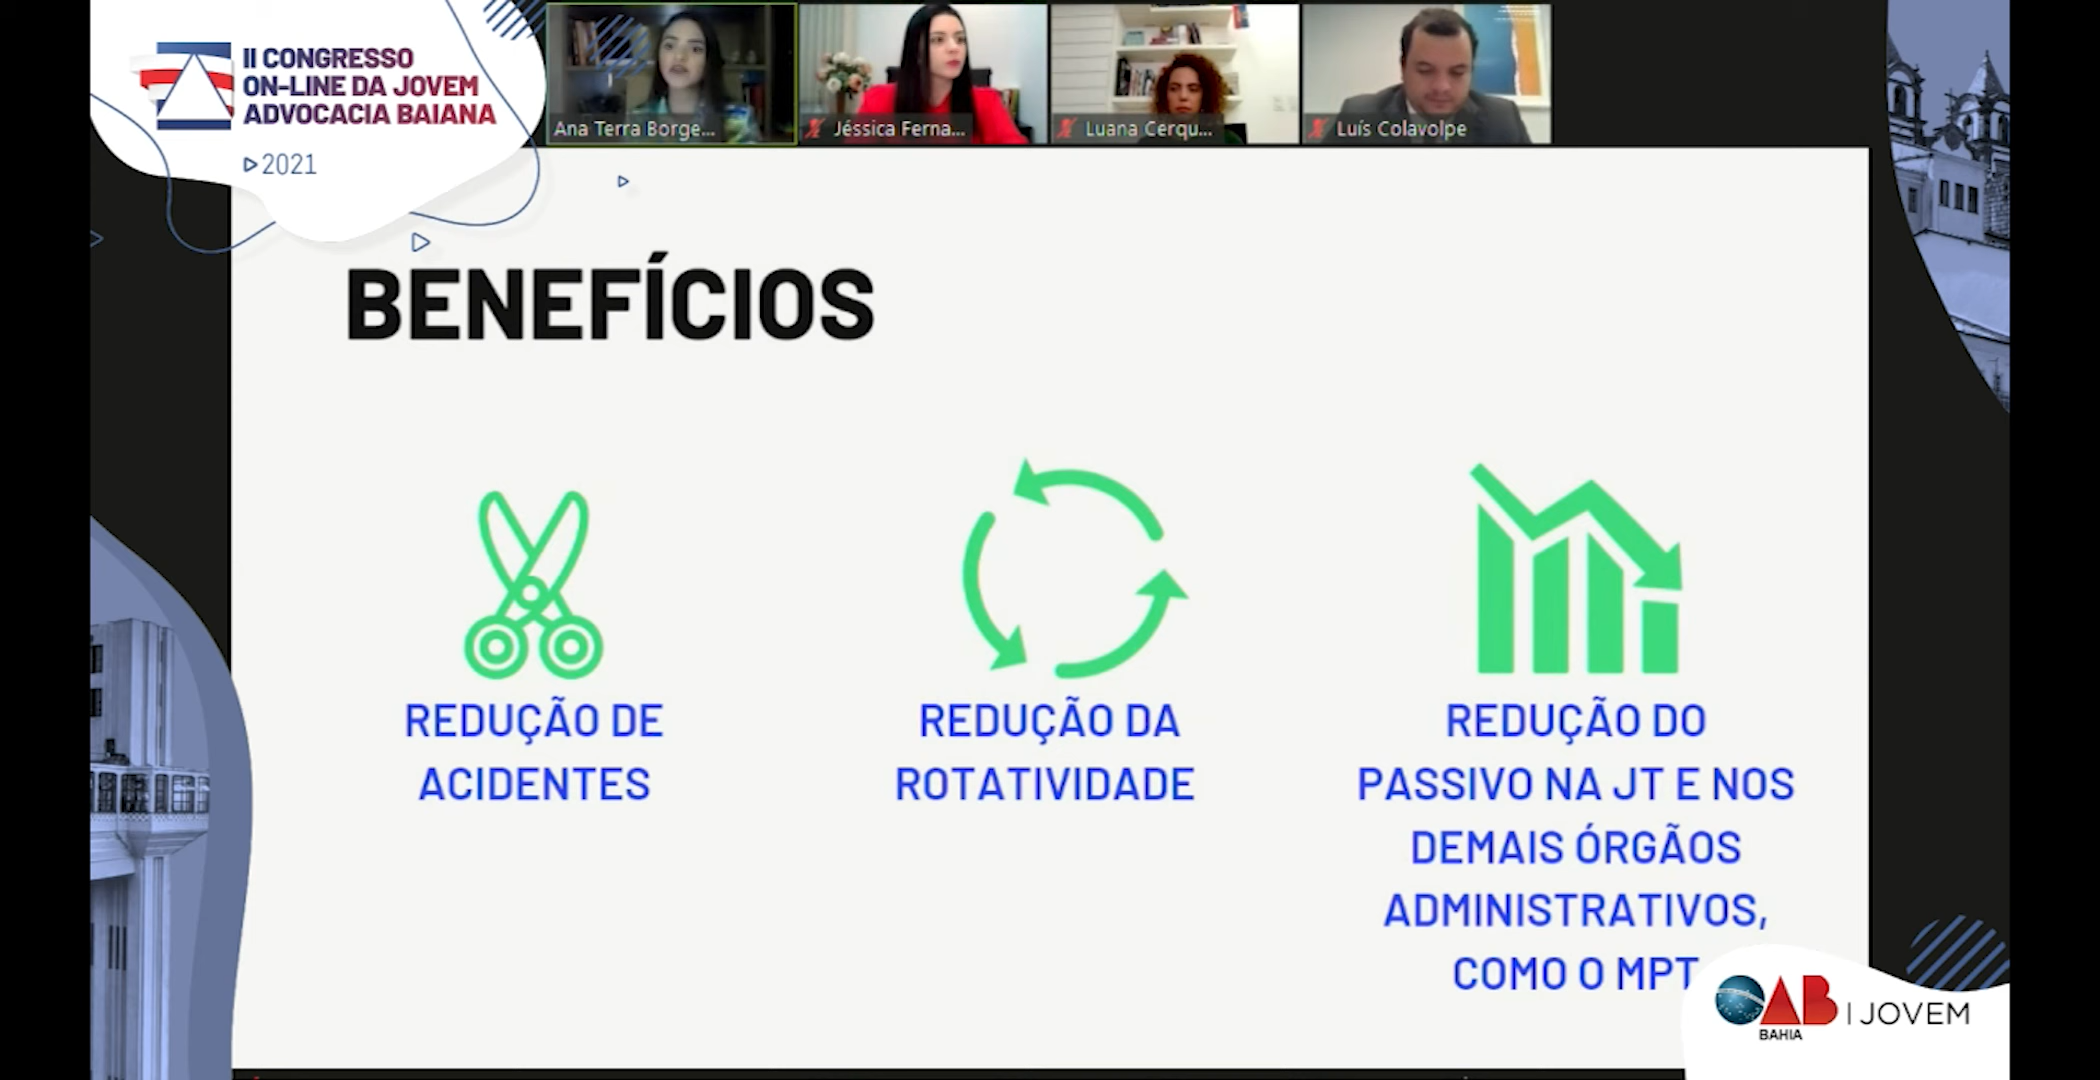 II CONGRESSO
ON-LINE DA JOVEM
ADVOCACIA BAIANA
2021
Ana Terra Borge...
Jéssica Ferna...
Luana Cerqu...
Luís Colavolpe
BENEFÍCIOS
REDUÇÃO DE
ACIDENTES
REDUÇÃO DA
ROTATIVIDADE
REDUÇÃO DO
PASSIVO NA JT E NOS
DEMAIS ÓRGÃOS
ADMINISTRATIVOS,
COMO O MPT
OAB | JOVEM
BAHIA